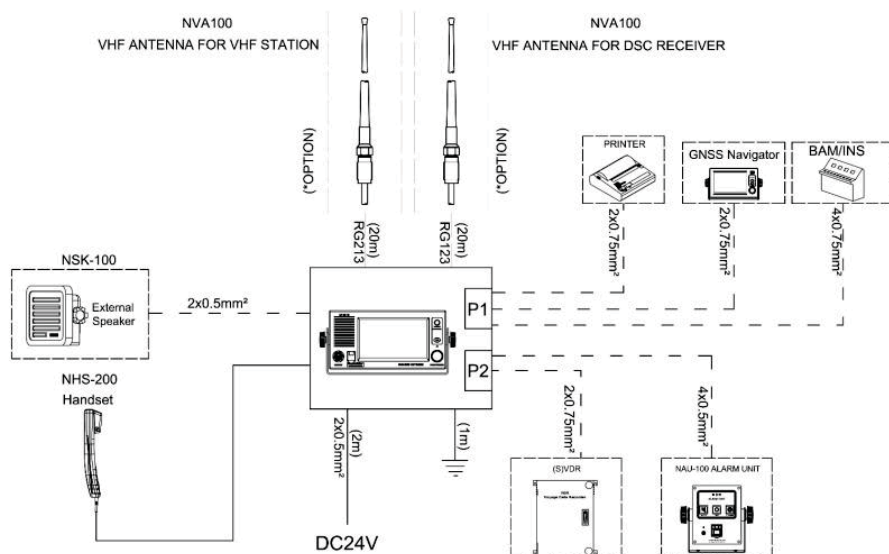 NVA100
VHF ANTENNA FOR VHF STATION
NVA100
VHF ANTENNA FOR DSC RECEIVER
(*OPTION)
(*OPTION)
PRINTER
GNSS Navigator
BAM/INS
(20m)
RG213
(20m)
RG123
2x0.75mm²
2x0.75mm²
4x0.75mm²
NSK-100
External
Speaker
2x0.5mm²
P1
P2
NHS-200
Handset
(2m)
2x0.5mm²
(1m)
2x0.75mm²
4x0.5mm²
DC24V
(S)VDR
NAU-100 ALARM UNIT